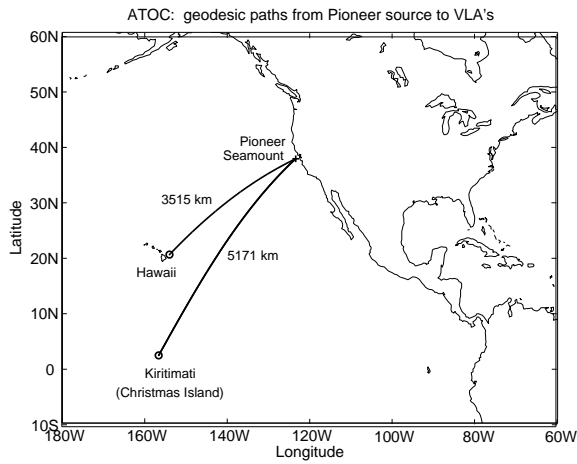 ATOC: geodesic paths from Pioneer source to VLA's
60N
50N
40N
30N
20N
10N
0
10S
Latitude
Pioneer
Seamount
3515 km
5171 km
Hawaii
Kiritimati
(Christmas Island)
180W 160W 140W 120W 100W 80W 60W
Longitude